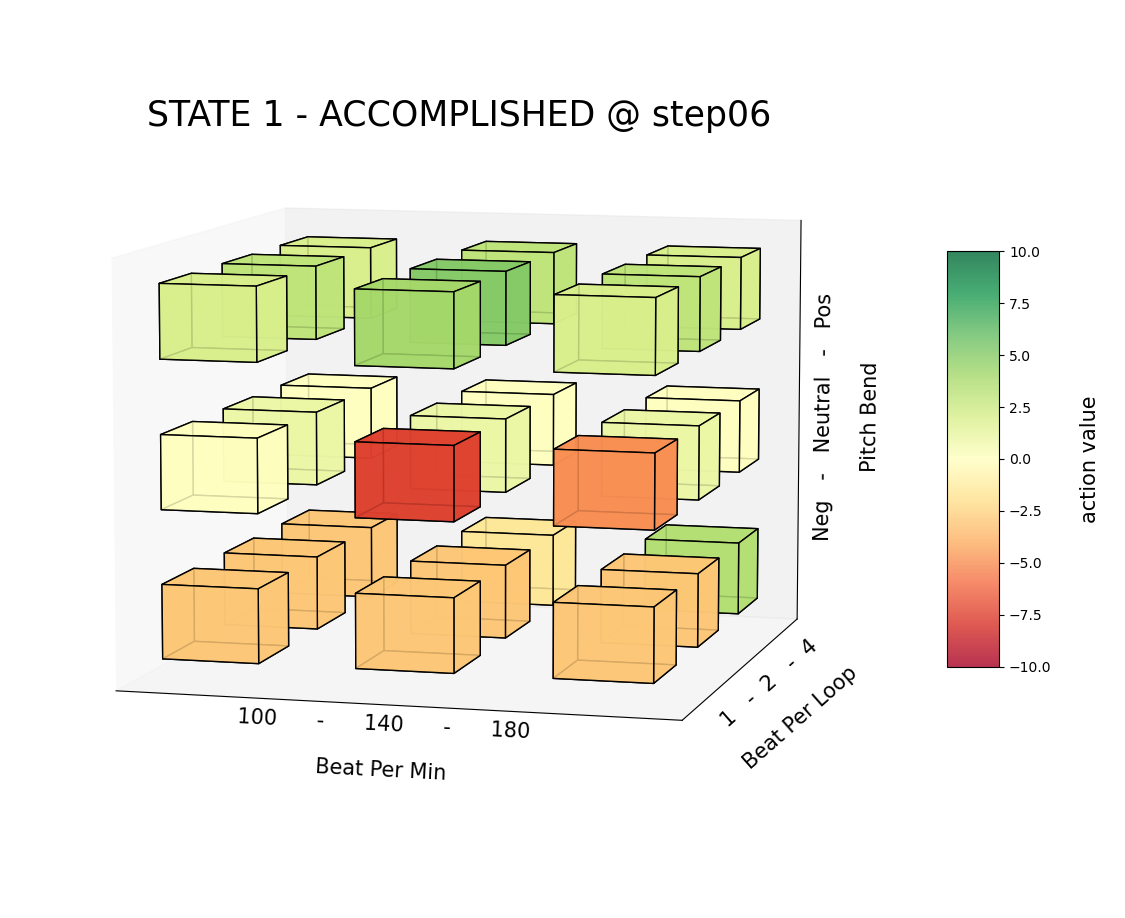 STATE 1 - ACCOMPLISHED @ step06
10.0
7.5
5.0
2.5
0.0
−2.5
−5.0
−7.5
−10.0
action value
Neg - Neutral - Pos
Pitch Bend
1 - 2 - 4
Beat Per Loop
100 - 140 - 180
Beat Per Min